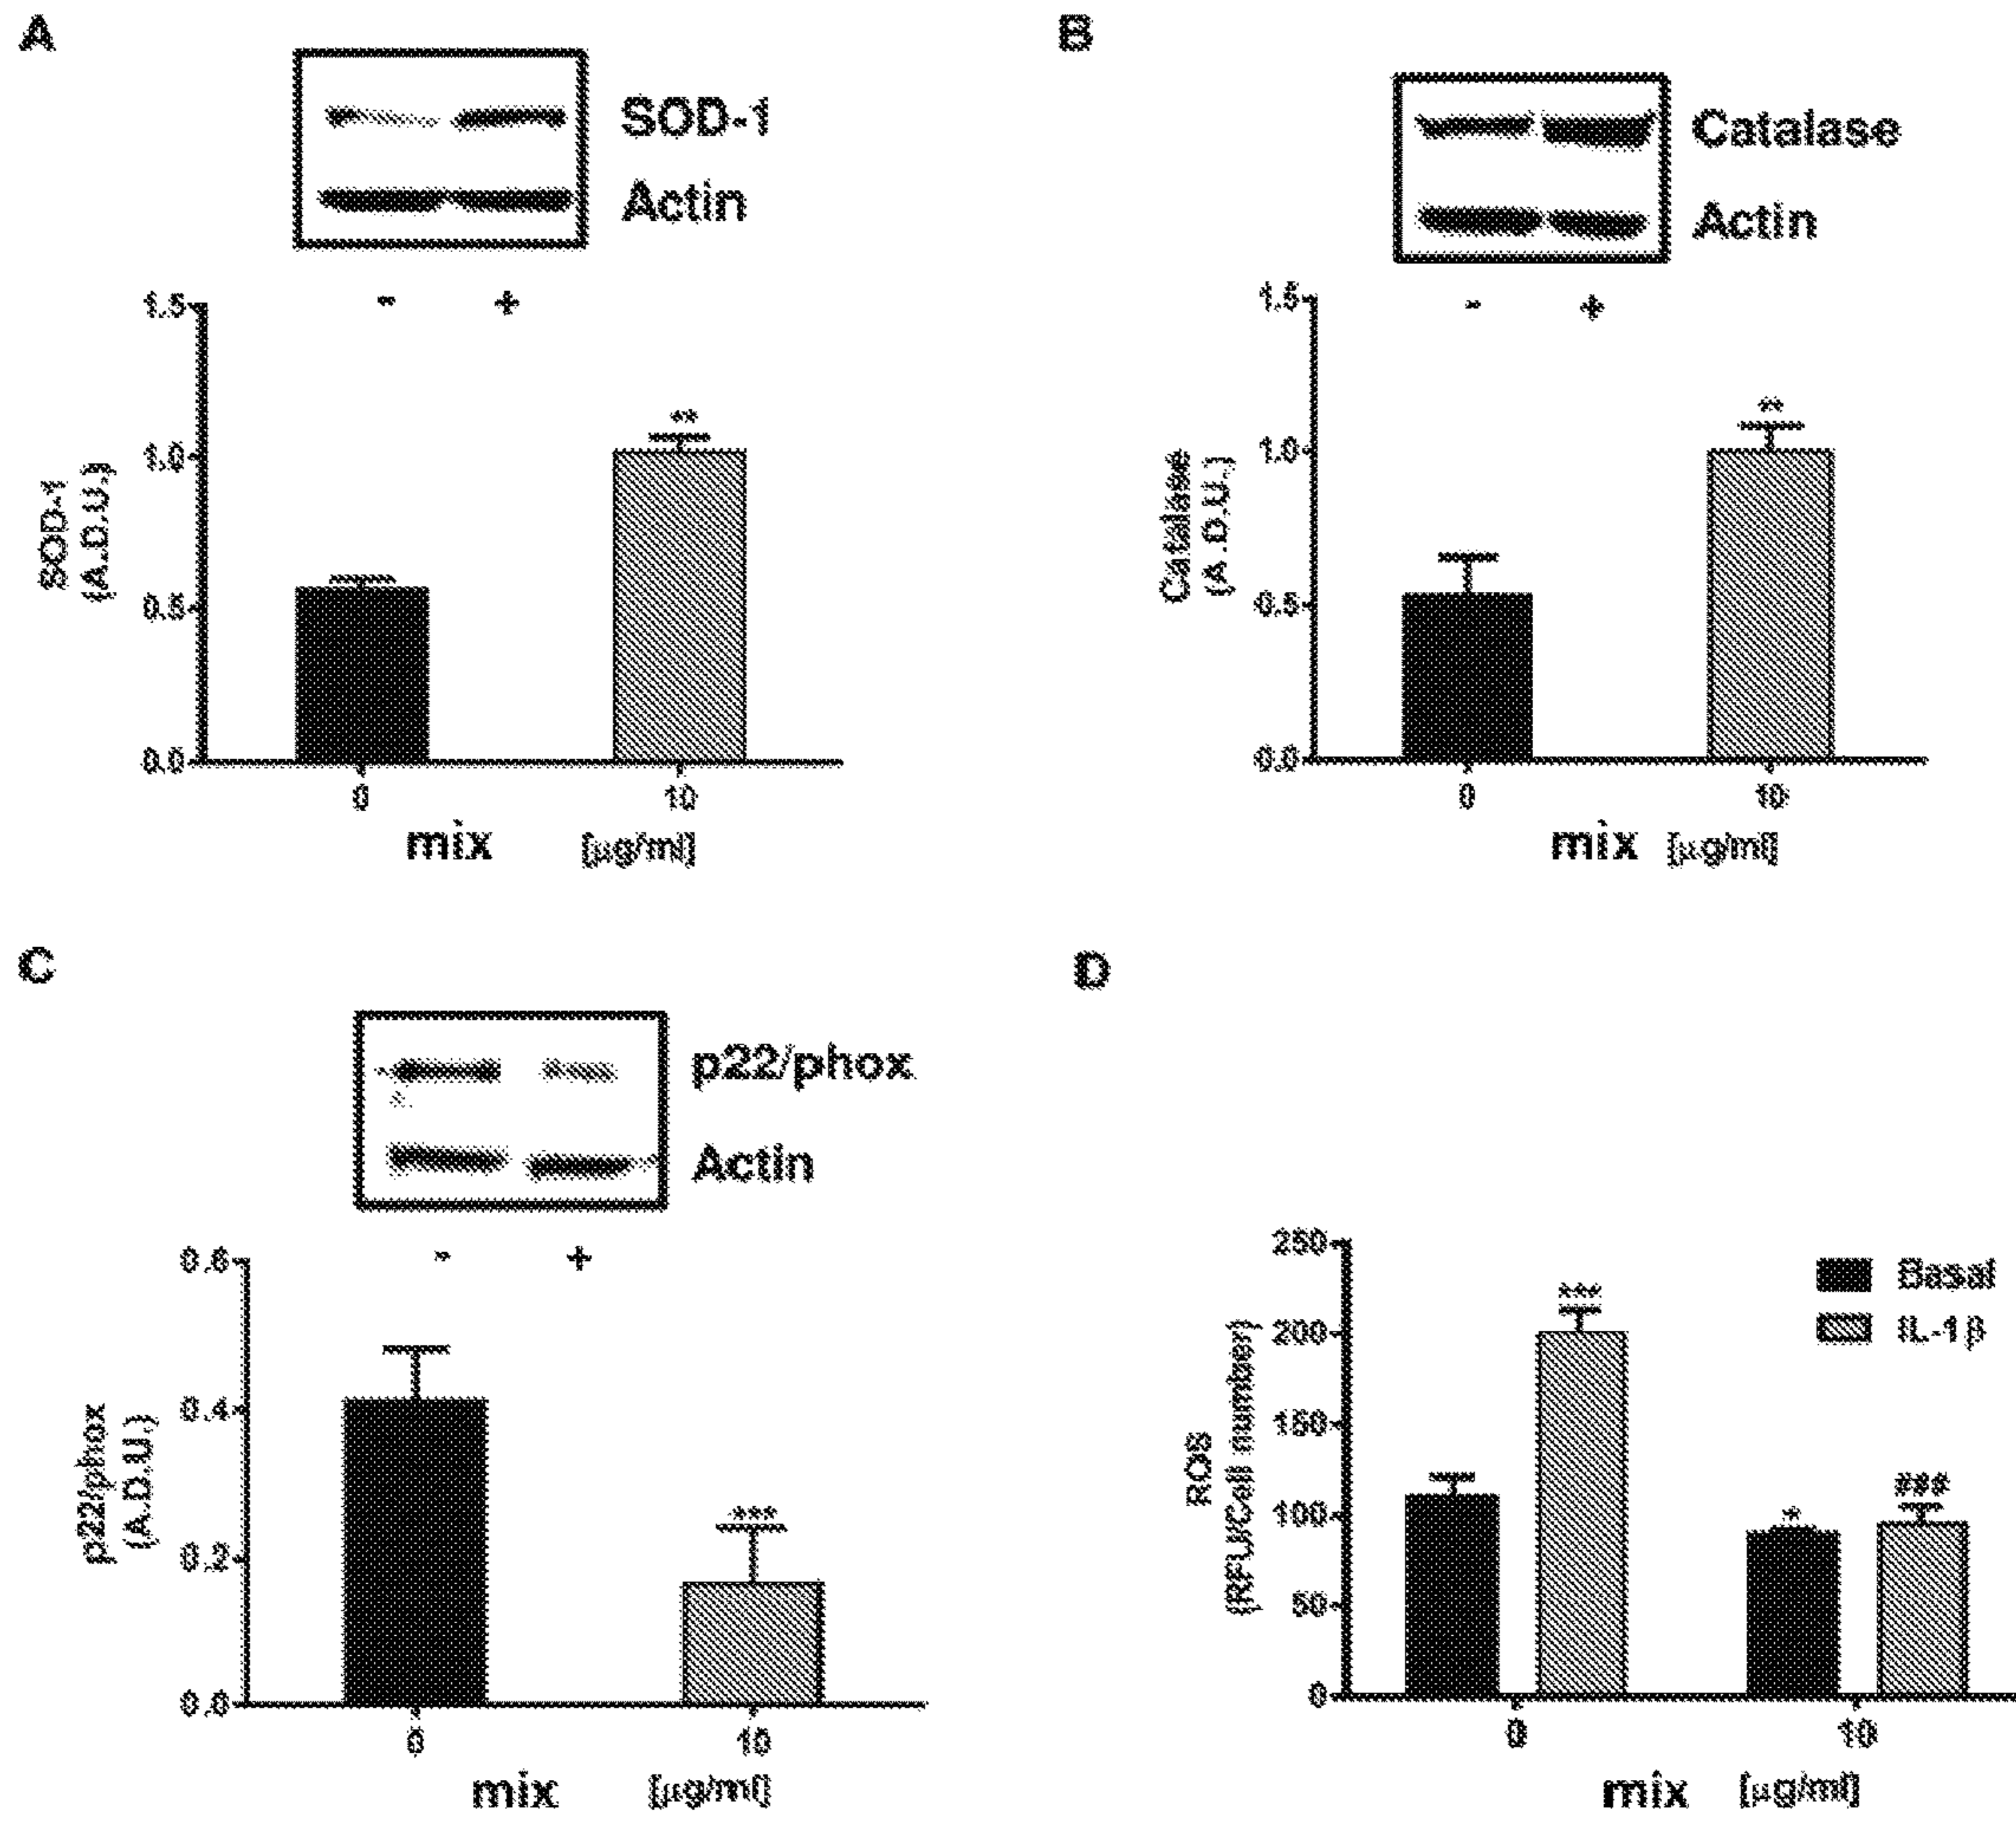 A
SOD-1
Actin
- +
1.5
1.0
0.5
0.0
SOD-1
(A.D.U.)
**
0 10
mix [µg/ml]
B
Catalase
Actin
- +
1.5
1.0
0.5
0.0
Catalase
(A.D.U.)
**
0 10
mix [µg/ml]
C
p22/phox
Actin
- +
0.6
0.4
0.2
0.0
p22/phox
(A.D.U.)
***
0 10
mix [µg/ml]
D
250
200
150
100
50
0
ROS
(RFU/Cell number)
Basal
IL-1β
***
*
###
0 10
mix [µg/ml]